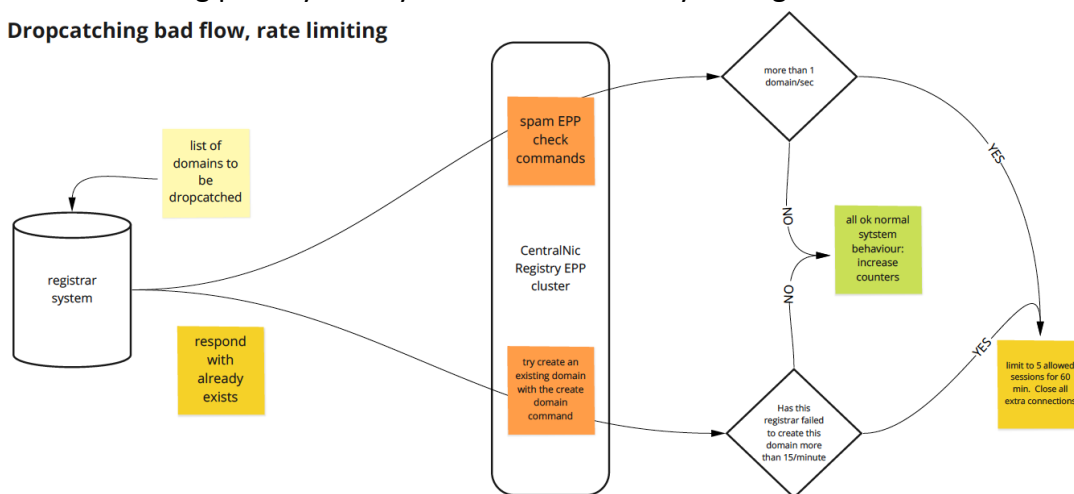 Dropcatching bad flow, rate limiting
list of
domains to
be
dropcatched
registrar
system
respond
with
already
exists
spam EPP
check
commands
CentralNic
Registry EPP
cluster
try create an
existing domain
with the create
domain
command
more than 1
domain/sec
YES
NO
all ok normal
sytstem
behaviour:
increase
counters
NO
YES
Has this
registrar failed
to create this
domain more
than 15/minute
limit to 5 allowed
sessions for 60
min. Close all
extra connections